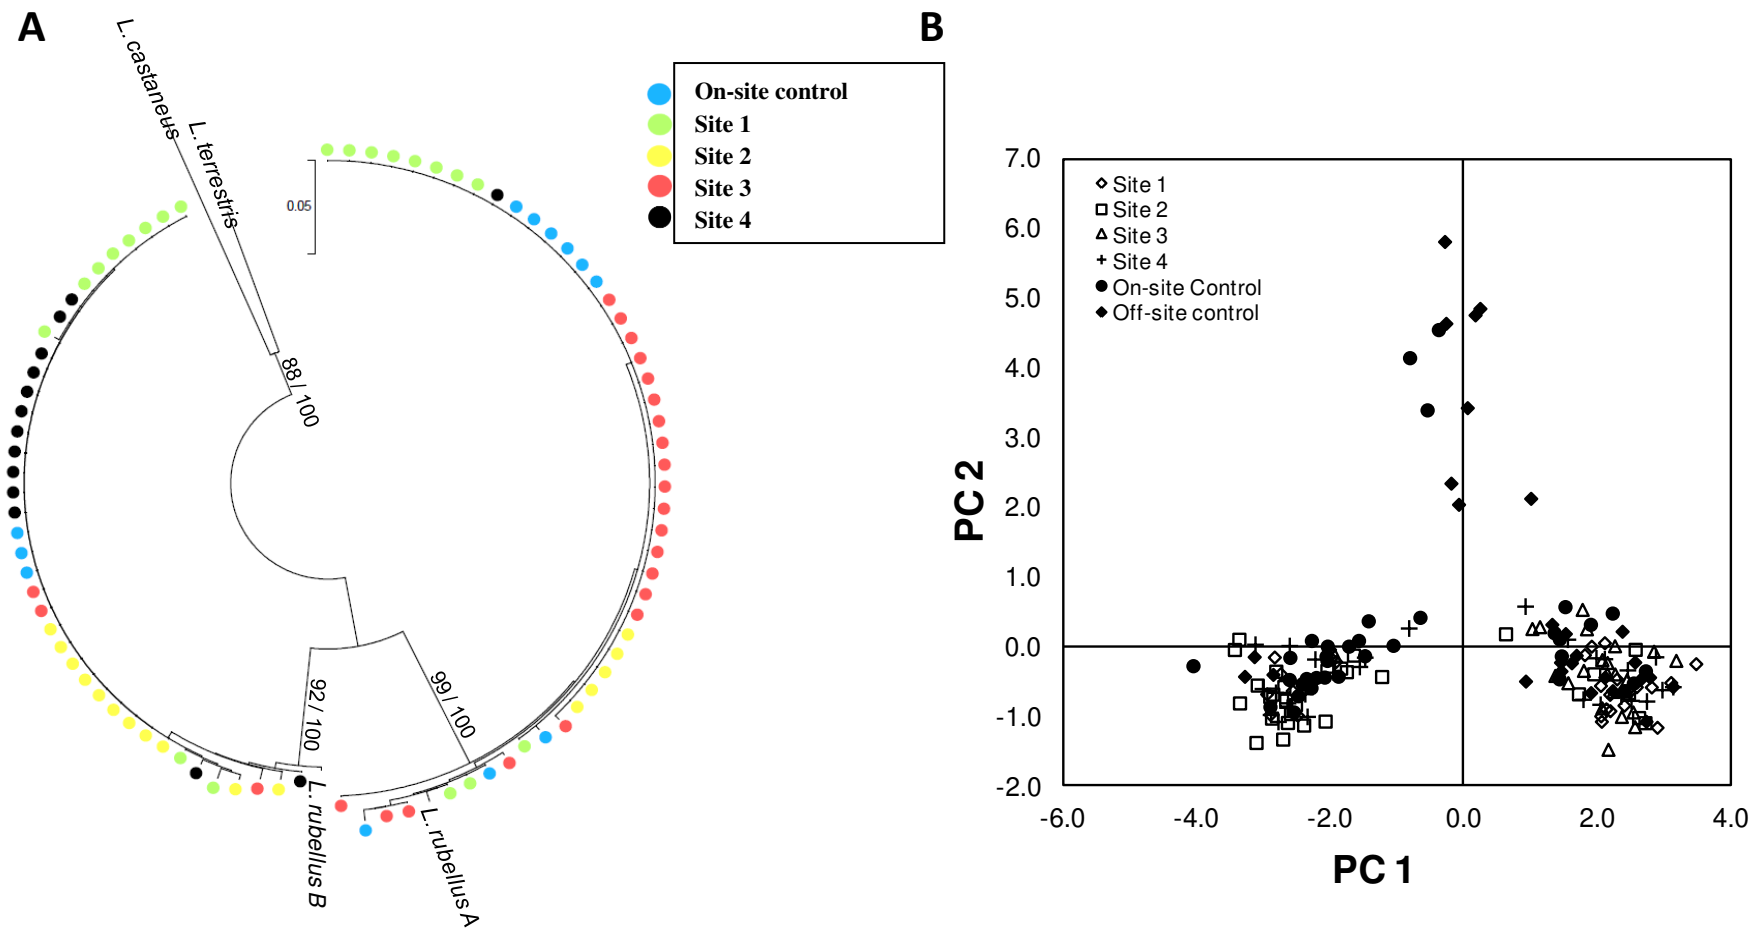 A
B
L. castaneus
L. terrestris
On-site control
Site 1
Site 2
Site 3
Site 4
0.05
88 / 100
92 / 100
99 / 100
L. rubellus B
L. rubellus A
7.0
6.0
5.0
4.0
3.0
2.0
1.0
0.0
-1.0
-2.0
PC 2
Site 1
Site 2
Site 3
Site 4
On-site Control
Off-site control
-6.0 -4.0 -2.0 0.0 2.0 4.0
PC 1